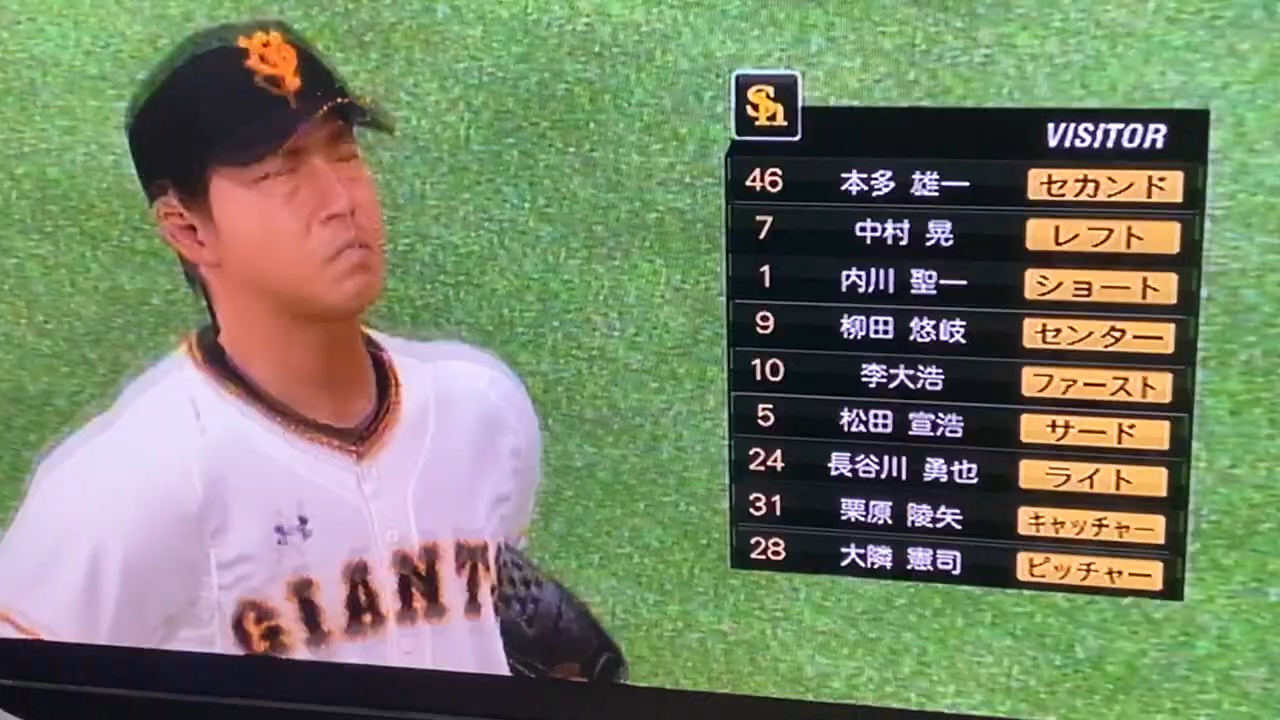 YG
GIANT
Sh
VISITOR
46 本多 雄一 セカンド
7 中村 晃 レフト
1 内川 聖一 ショート
9 柳田 悠岐 センター
10 李大浩 ファースト
5 松田 宣浩 サード
24 長谷川 勇也 ライト
31 栗原 陵矢 キャッチャー
28 大隣 憲司 ピッチャー